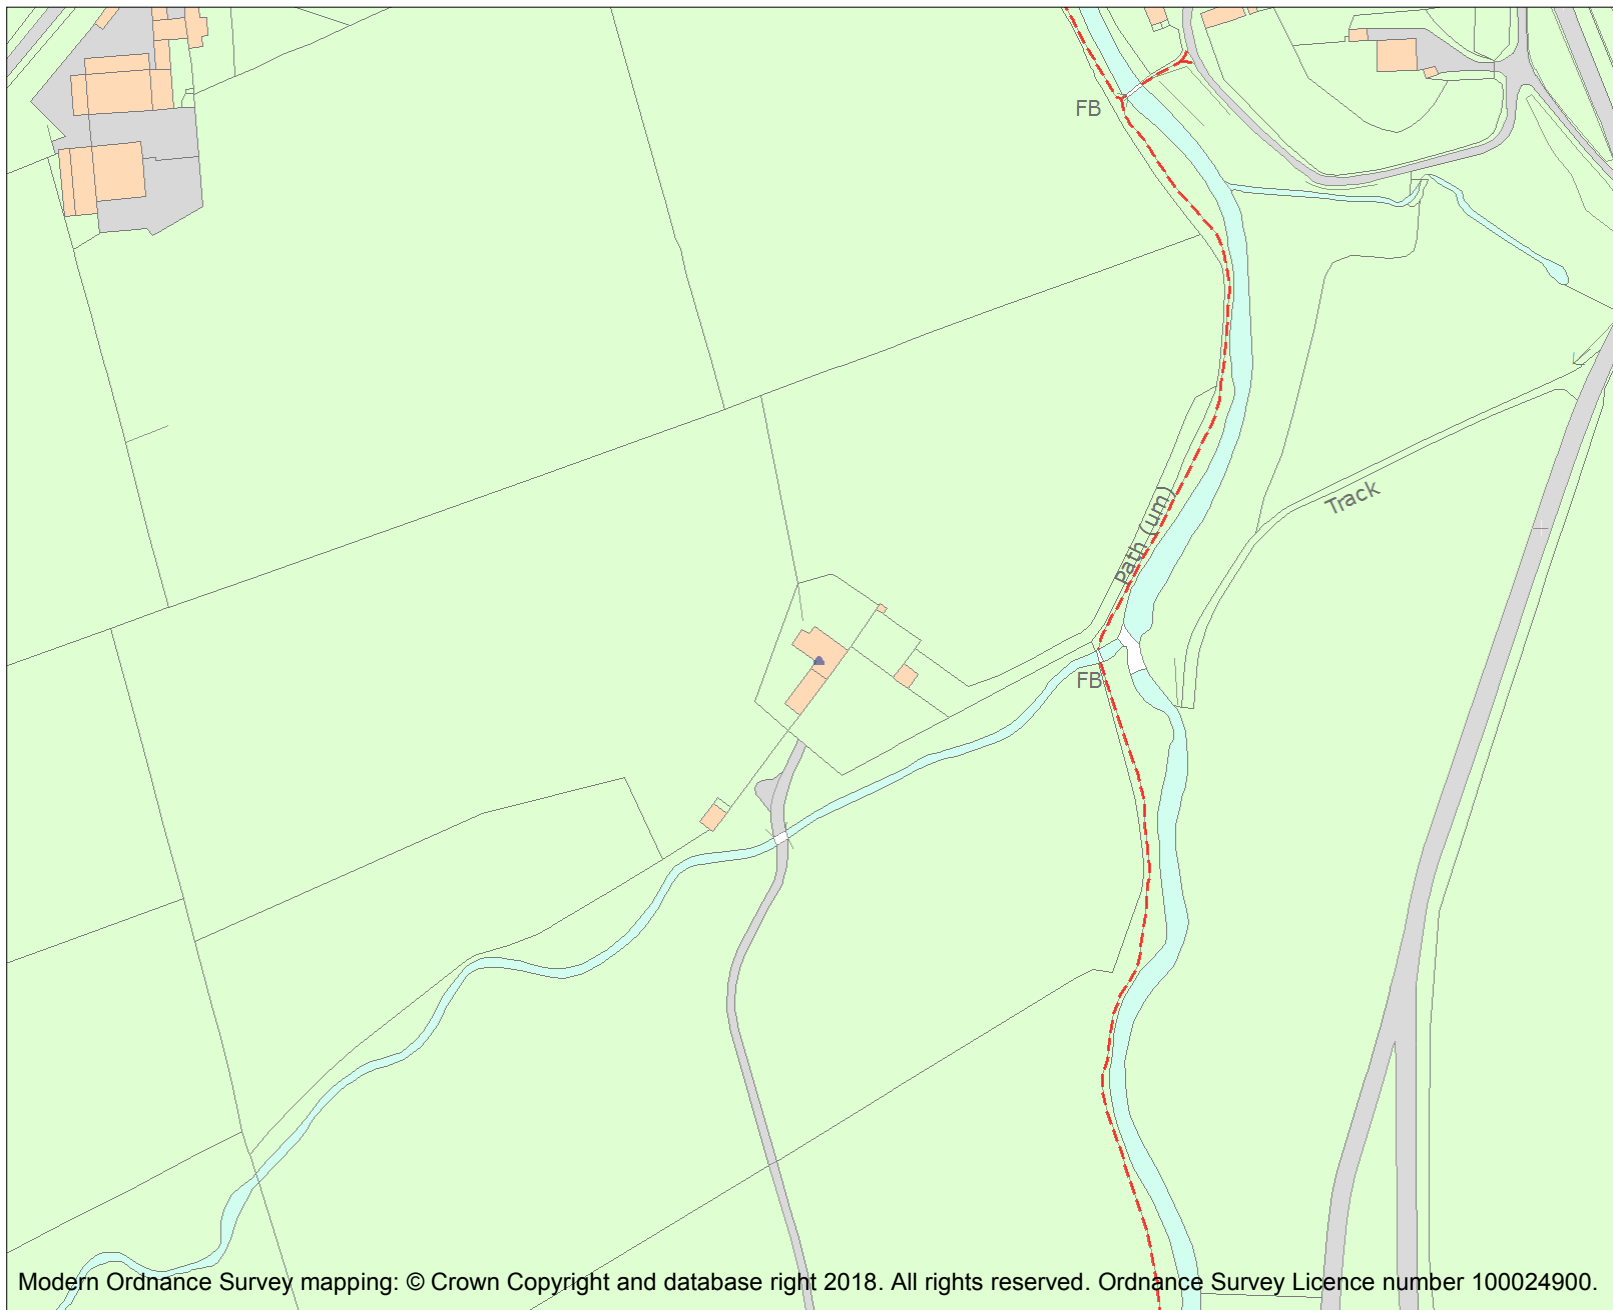 FB
Track
Path (um)
FB
Modern Ordnance Survey mapping: © Crown Copyright and database right 2018. All rights reserved. Ordnance Survey Licence number 100024900.